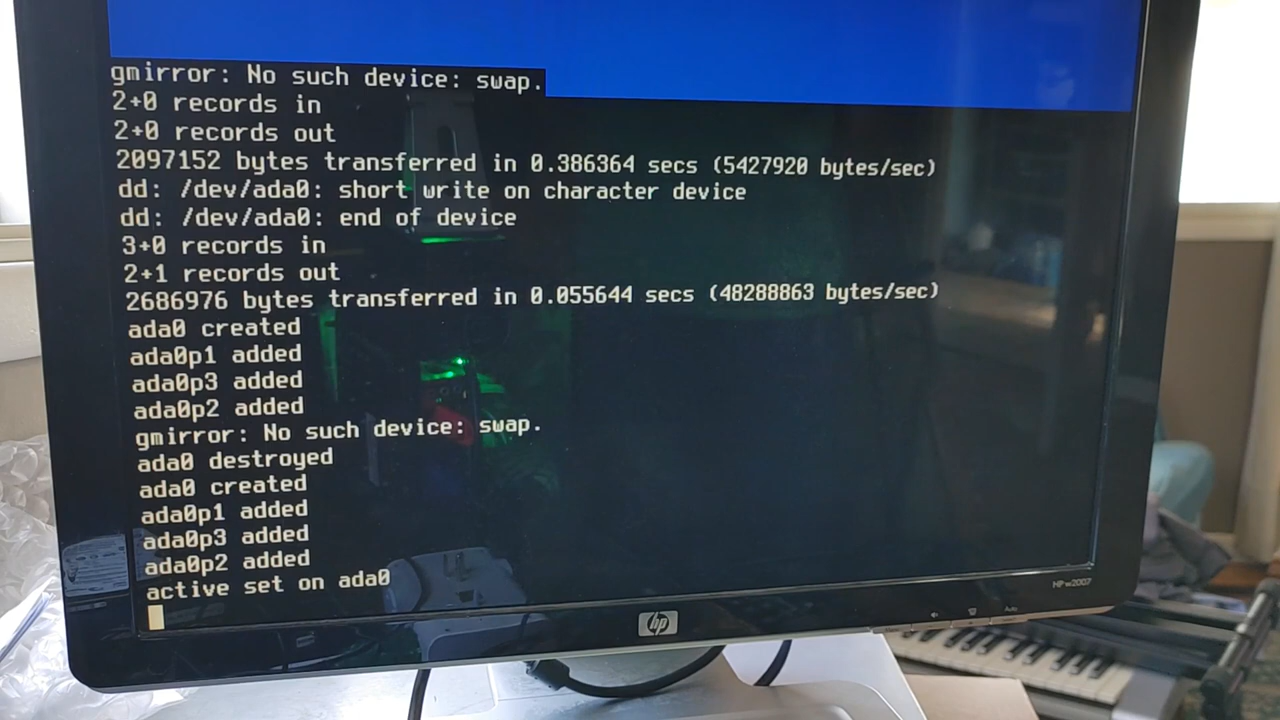 gmirror: No such device: swap.
2+0 records in
2+0 records out
2097152 bytes transferred in 0.386364 secs (5427920 bytes/sec)
dd: /dev/ada0: short write on character device
dd: /dev/ada0: end of device
3+0 records in
2+1 records out
2686976 bytes transferred in 0.055644 secs (48288863 bytes/sec)
ada0 created
ada0p1 added
ada0p3 added
ada0p2 added
gmirror: No such device: swap.
ada0 destroyed
ada0 created
ada0p1 added
ada0p3 added
ada0p2 added
active set on ada0
HP w2007
hp
Auto